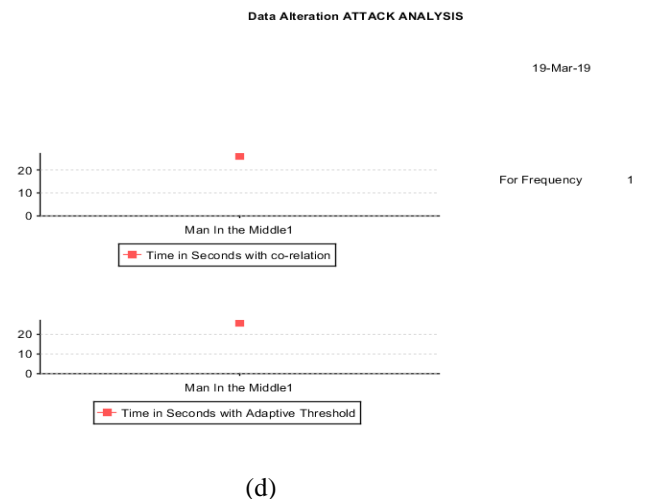 Data Alteration ATTACK ANALYSIS
19-Mar-19
20
10
0
For Frequency 1
Man In the Middle1
Time in Seconds with co-relation
20
10
0
Man In the Middle1
Time in Seconds with Adaptive Threshold
(d)